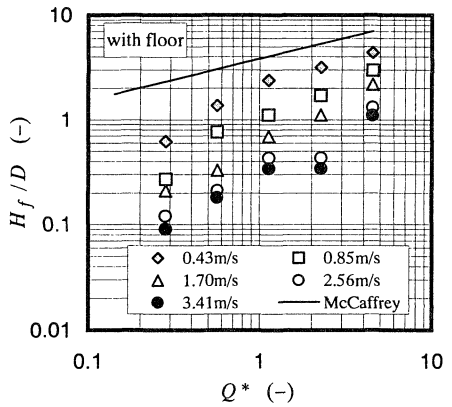 10
with floor
1
H_f / D (–)
0.1
0.43m/s
0.85m/s
1.70m/s
2.56m/s
3.41m/s
McCaffrey
0.01
0.1
1
10
Q* (–)